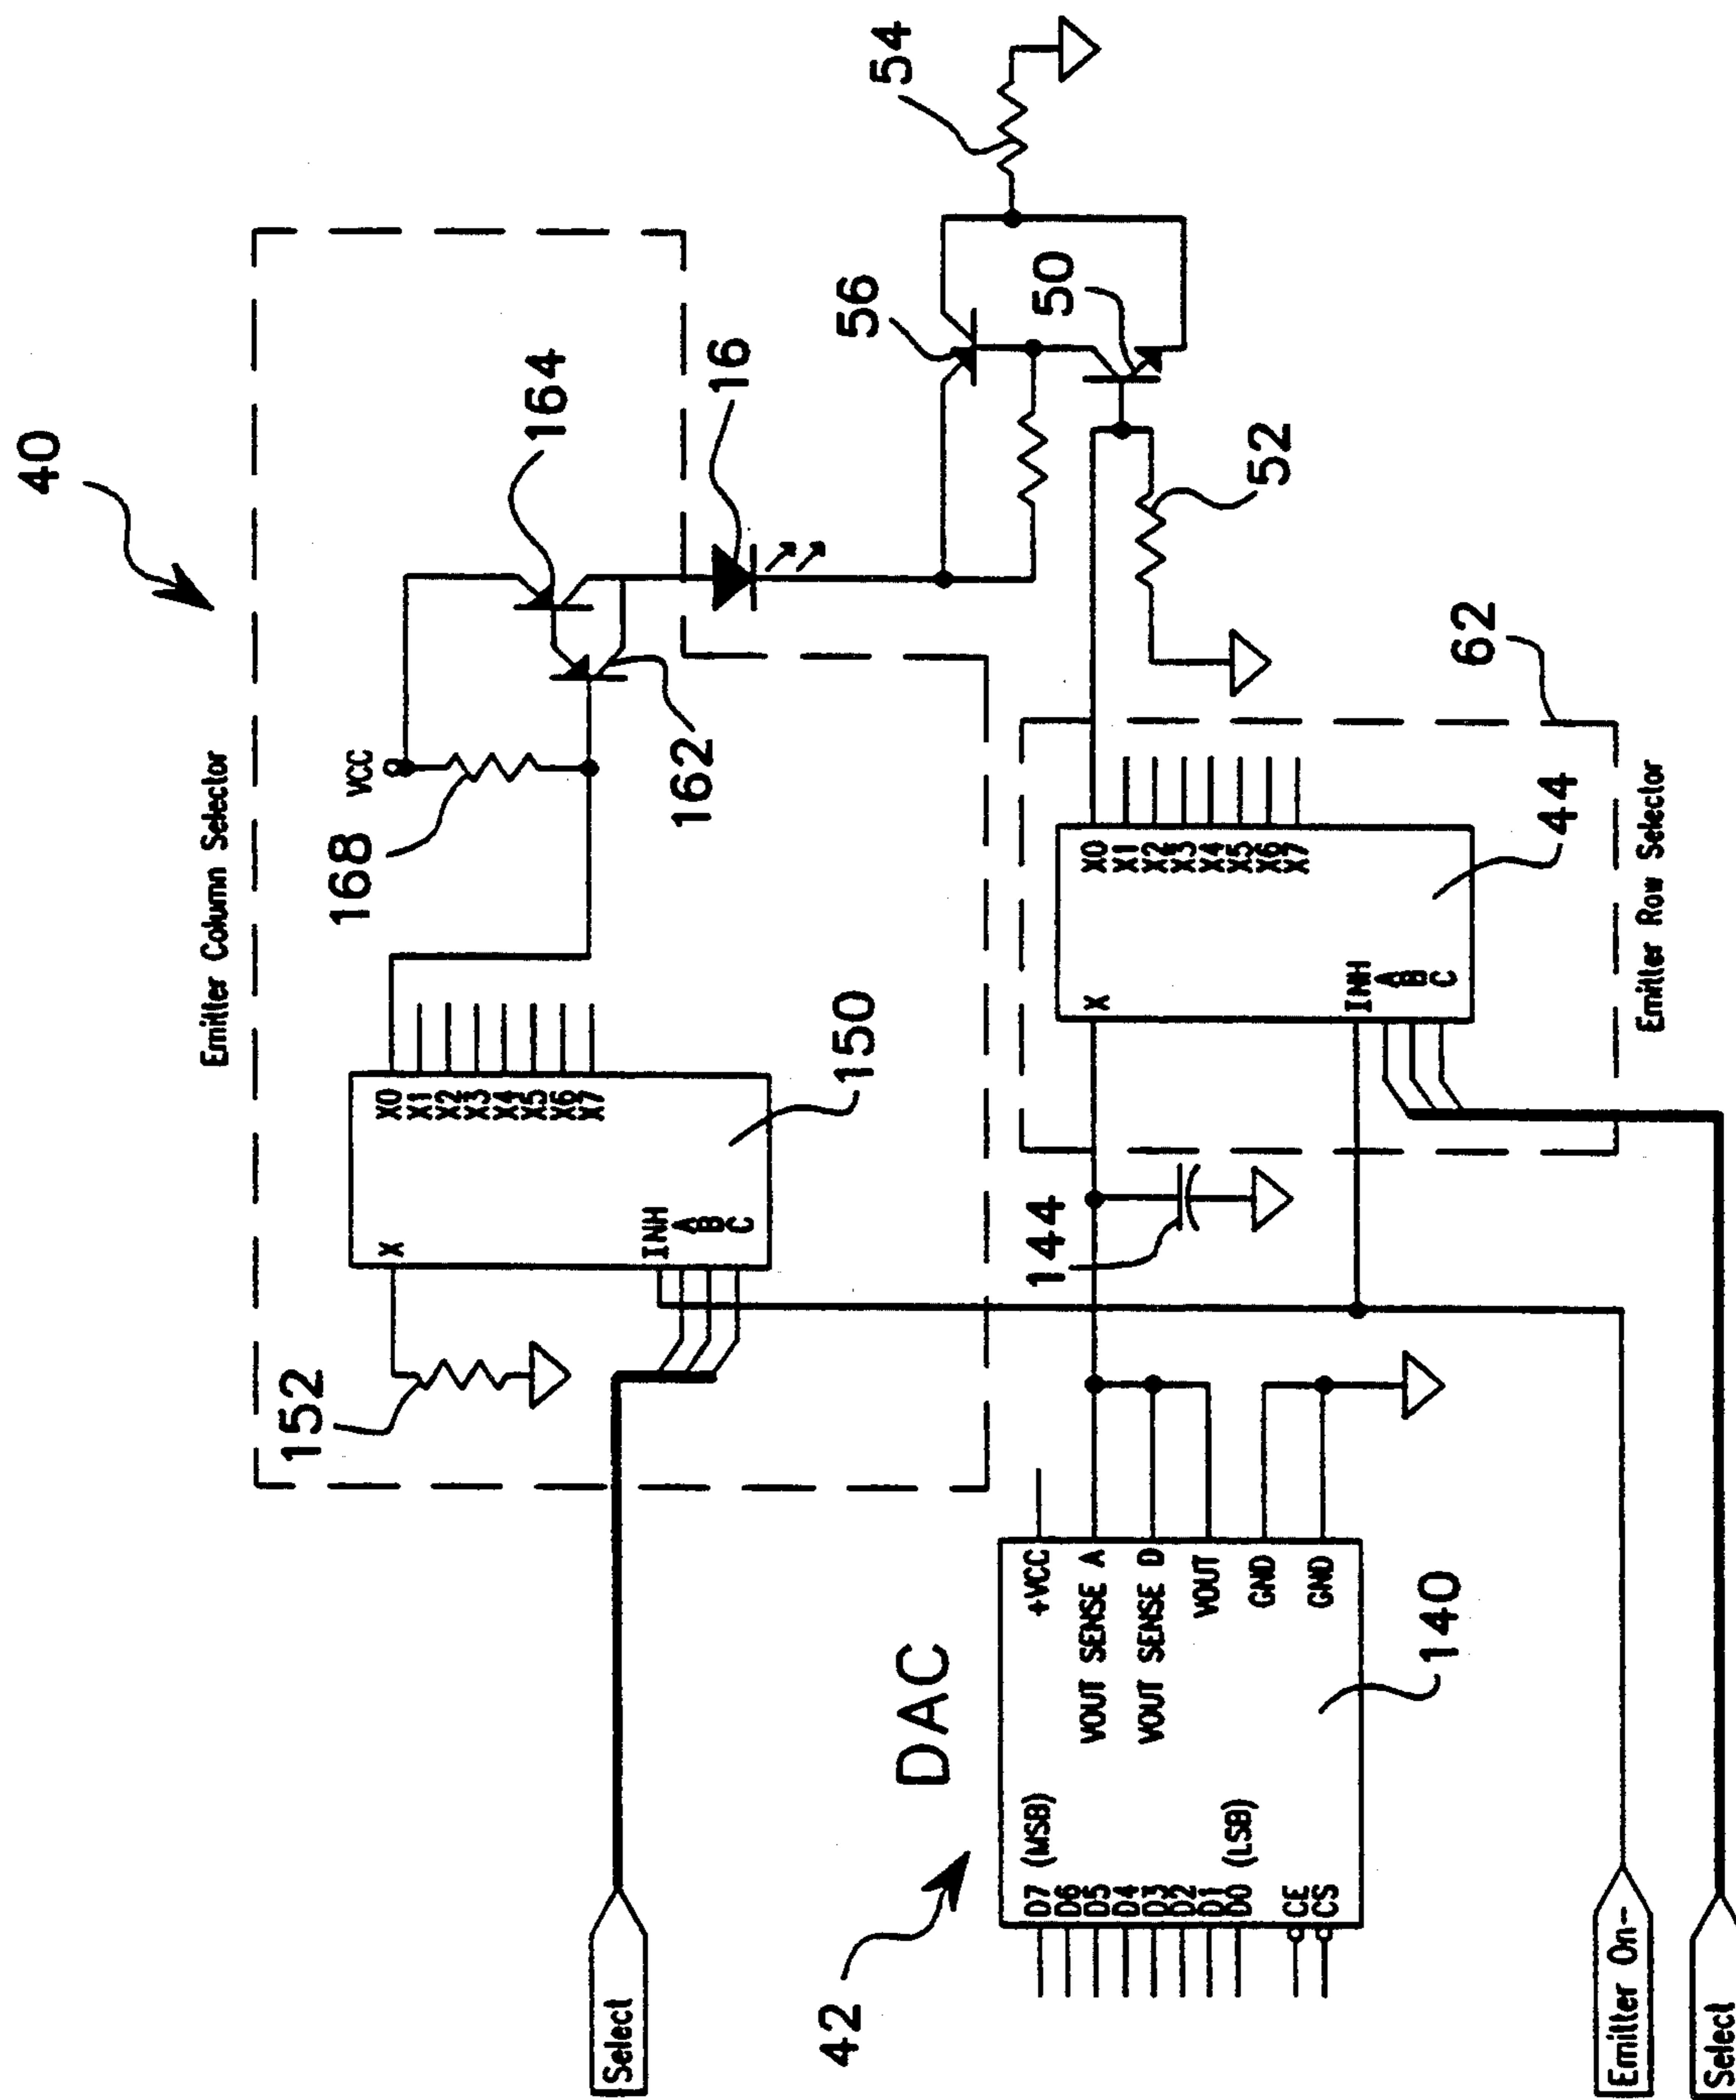 40
Emitter Column Selector
VCC
168
164
162
16
X0
X1
X2
X3
X4
X5
X6
X7
X
INH
A
B
C
150
152
Select
56
54
50
52
DAC
42
D7 (MSB)
D6
D5
D4
D3
D2
D1
D0 (LSB)
CE
CS
+VCC
VOUT SENSE A
VOUT SENSE D
VOUT
GND
GND
140
144
X
INH
A
B
C
X0
X1
X2
X3
X4
X5
X6
X7
44
62
Emitter Row Selector
Emitter On-
Select